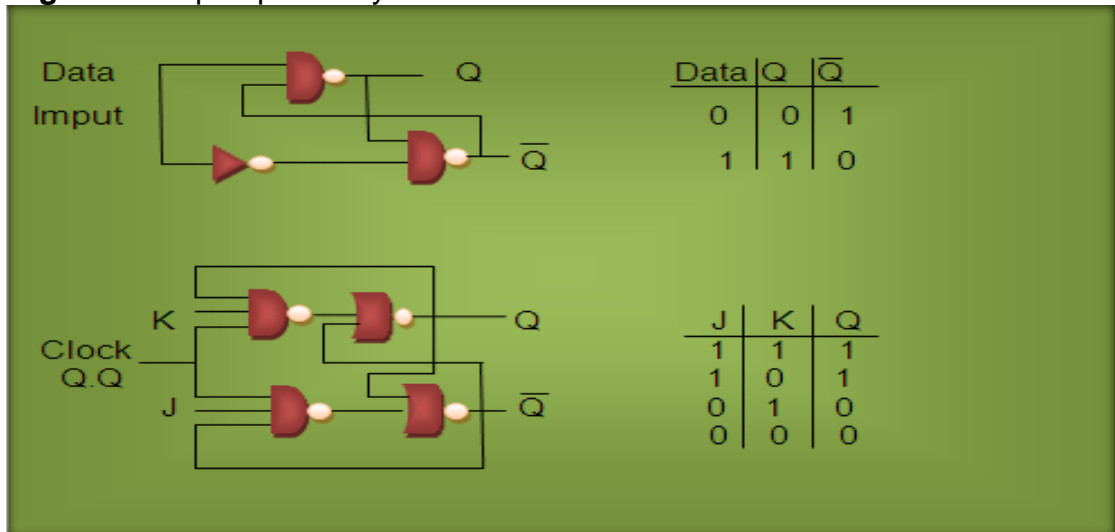 Data Q
Imput
Q̅
Data Q Q̅
0 0 1
1 1 0
K Q
Clock
Q.Q
J Q̅
J K Q
1 1 1
1 0 1
0 1 0
0 0 0